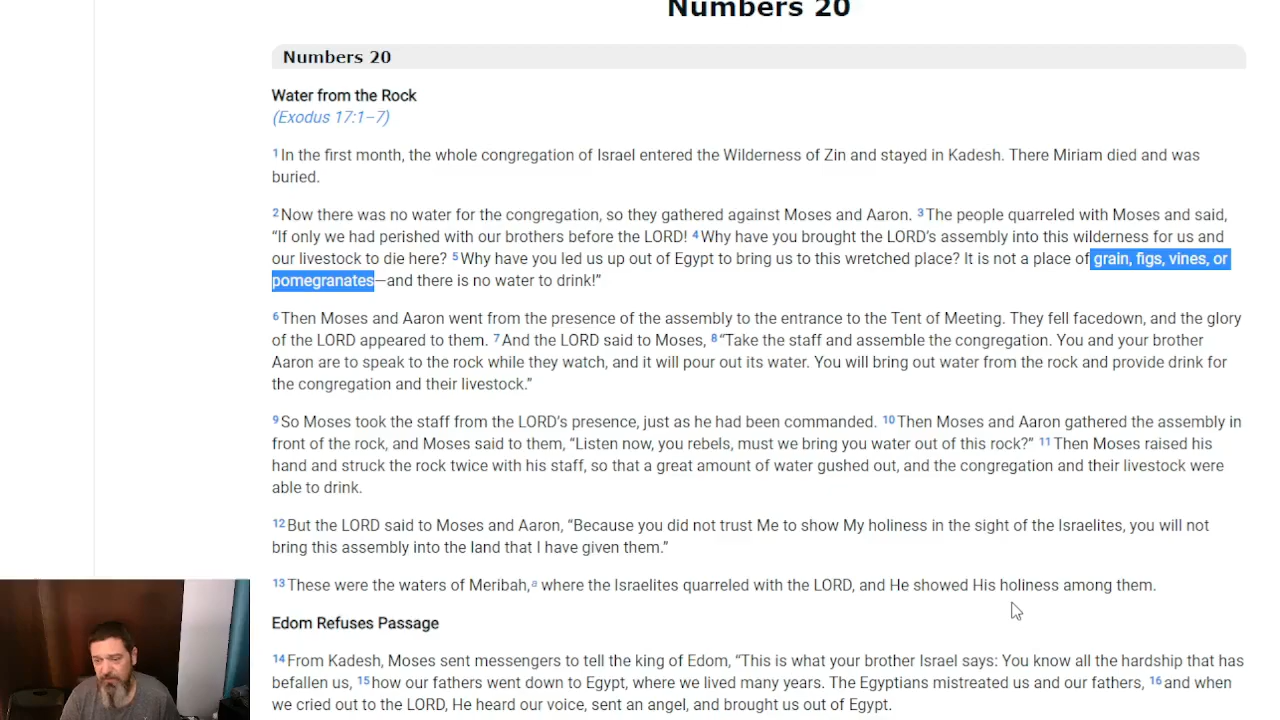 Numbers 20
Numbers 20
Water from the Rock
(Exodus 17:1–7)
1 In the first month, the whole congregation of Israel entered the Wilderness of Zin and stayed in Kadesh. There Miriam died and was
buried.
2 Now there was no water for the congregation, so they gathered against Moses and Aaron. 3 The people quarreled with Moses and said,
“If only we had perished with our brothers before the LORD! 4 Why have you brought the LORD’s assembly into this wilderness for us and
our livestock to die here? 5 Why have you led us up out of Egypt to bring us to this wretched place? It is not a place of grain, figs, vines, or
pomegranates—and there is no water to drink!”
6 Then Moses and Aaron went from the presence of the assembly to the entrance to the Tent of Meeting. They fell facedown, and the glory
of the LORD appeared to them. 7 And the LORD said to Moses, 8 “Take the staff and assemble the congregation. You and your brother
Aaron are to speak to the rock while they watch, and it will pour out its water. You will bring out water from the rock and provide drink for
the congregation and their livestock.”
9 So Moses took the staff from the LORD’s presence, just as he had been commanded. 10 Then Moses and Aaron gathered the assembly in
front of the rock, and Moses said to them, “Listen now, you rebels, must we bring you water out of this rock?” 11 Then Moses raised his
hand and struck the rock twice with his staff, so that a great amount of water gushed out, and the congregation and their livestock were
able to drink.
12 But the LORD said to Moses and Aaron, “Because you did not trust Me to show My holiness in the sight of the Israelites, you will not
bring this assembly into the land that I have given them.”
13 These were the waters of Meribah,a where the Israelites quarreled with the LORD, and He showed His holiness among them.
Edom Refuses Passage
14 From Kadesh, Moses sent messengers to tell the king of Edom, “This is what your brother Israel says: You know all the hardship that has
befallen us, 15 how our fathers went down to Egypt, where we lived many years. The Egyptians mistreated us and our fathers, 16 and when
we cried out to the LORD, He heard our voice, sent an angel, and brought us out of Egypt.